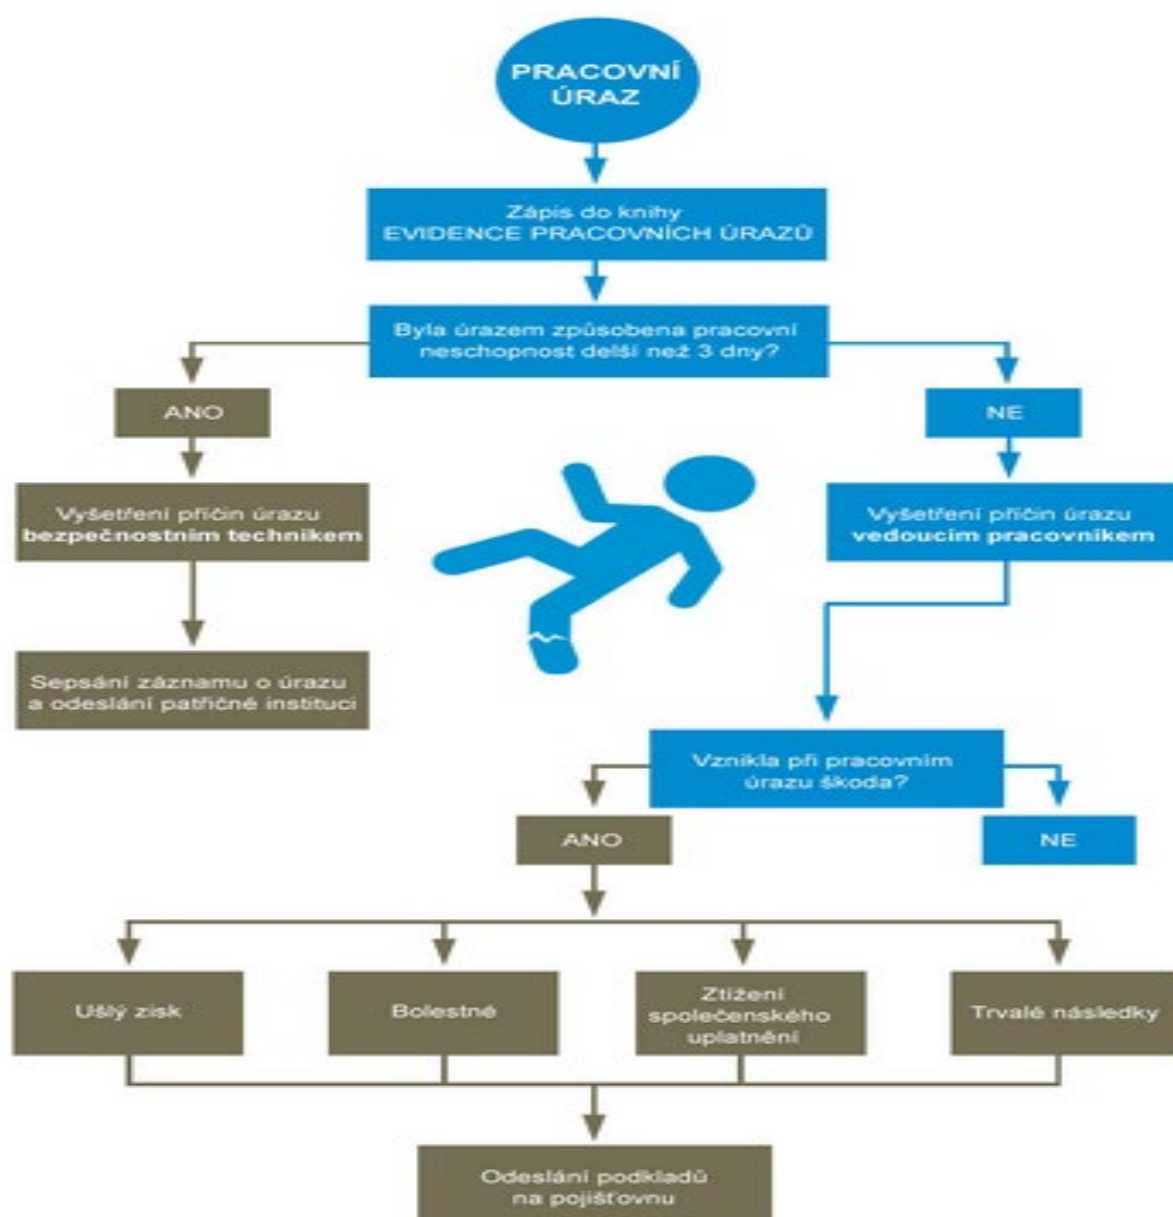 PRACOVNÍ
ÚRAZ
Zápis do knihy
EVIDENCE PRACOVNÍCH ÚRAZŮ
Byla úrazem způsobena pracovní
neschopnost delší než 3 dny?
ANO
NE
Vyšetření příčin úrazu
bezpečnostním technikem
Vyšetření příčin úrazu
vedoucím pracovníkem
Sepsání záznamu o úrazu
a odeslání patřičné instituci
Vznikla při pracovním
úrazu škoda?
ANO
NE
Ušlý zisk
Bolestné
Ztížení
společenského
uplatnění
Trvalé následky
Odeslání podkladů
na pojišťovnu